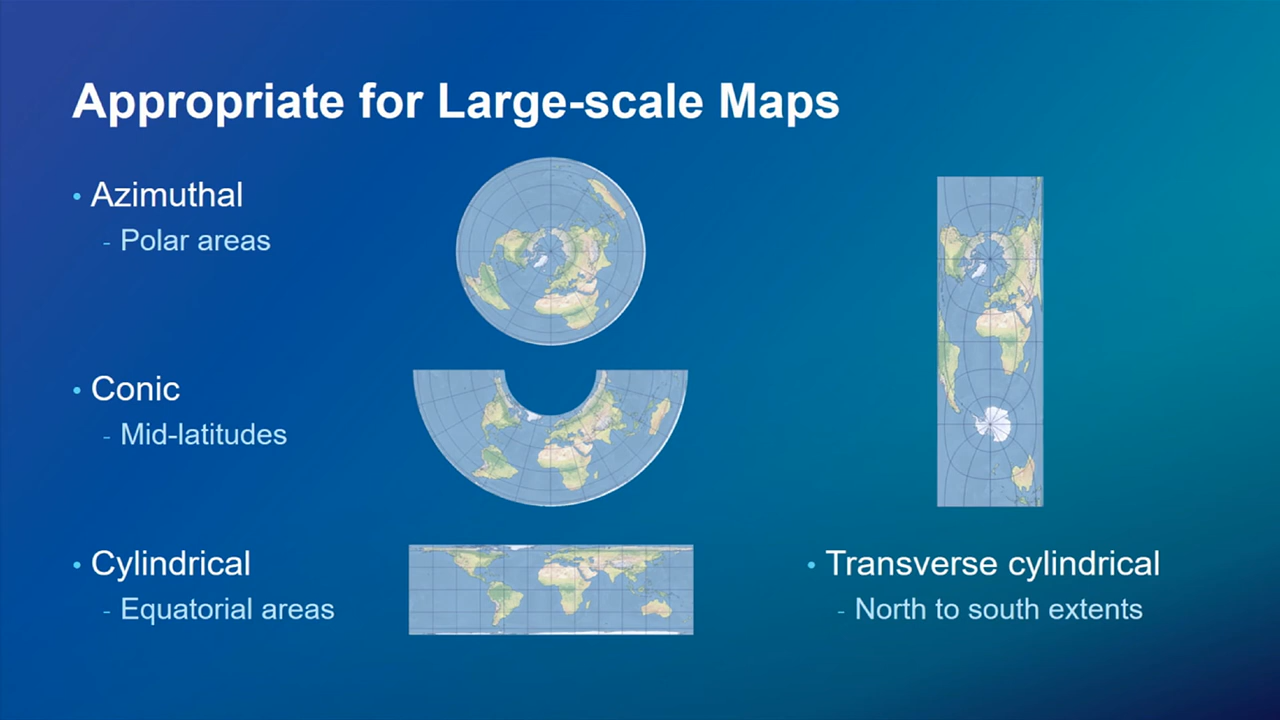 Appropriate for Large-scale Maps
• Azimuthal
- Polar areas
• Conic
- Mid-latitudes
• Cylindrical
- Equatorial areas
• Transverse cylindrical
- North to south extents